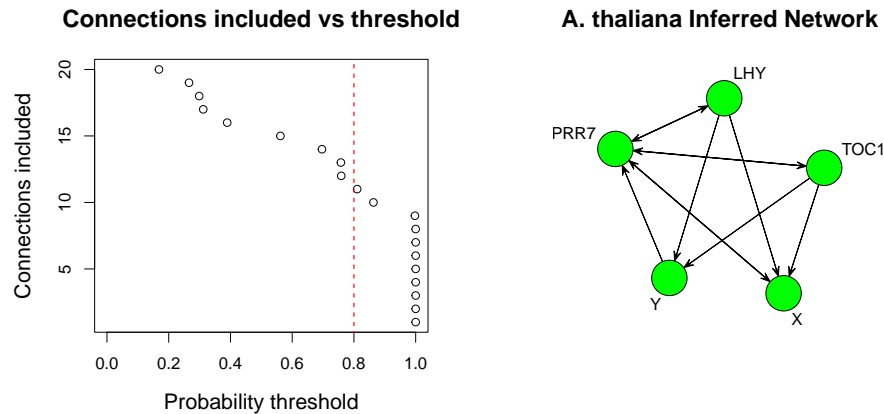 Connections included vs threshold
Connections included
20
15
10
5
0.0 0.2 0.4 0.6 0.8 1.0
Probability threshold
A. thaliana Inferred Network
LHY
PRR7
TOC1
Y
X